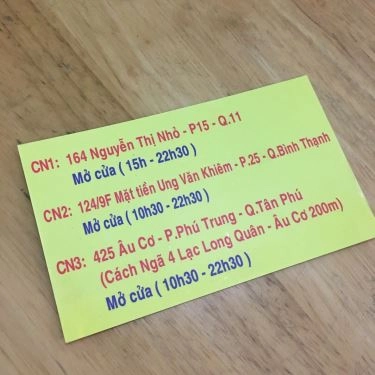 CN1: 164 Nguyễn Thị Nhỏ - P15 - Q.11
Mở cửa ( 15h - 22h30 )
CN2: 124/9F Mặt tiền Ung Văn Khiêm - P.25 - Q.Bình Thạnh
Mở cửa ( 10h30 - 22h30 )
CN3: 425 Âu Cơ - P.Phú Trung - Q.Tân Phú
(Cách Ngã 4 Lạc Long Quân - Âu Cơ 200m)
Mở cửa ( 10h30 - 22h30 )